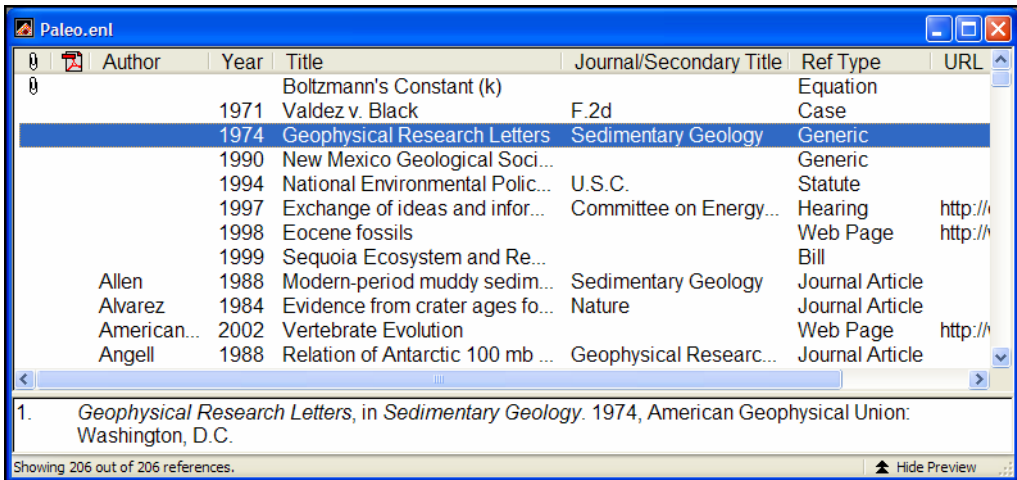 Paleo.enl
Author Year Title Journal/Secondary Title Ref Type URL
Boltzmann's Constant (k) Equation
1971 Valdez v. Black F.2d Case
1974 Geophysical Research Letters Sedimentary Geology Generic
1990 New Mexico Geological Soci... Generic
1994 National Environmental Polic... U.S.C. Statute
1997 Exchange of ideas and infor... Committee on Energy... Hearing http://
1998 Eocene fossils Web Page http://
1999 Sequoia Ecosystem and Re... Bill
Allen 1988 Modern-period muddy sedim... Sedimentary Geology Journal Article
Alvarez 1984 Evidence from crater ages fo... Nature Journal Article
American... 2002 Vertebrate Evolution Web Page http://
Angell 1988 Relation of Antarctic 100 mb ... Geophysical Researc... Journal Article
1. Geophysical Research Letters, in Sedimentary Geology. 1974, American Geophysical Union:
Washington, D.C.
Showing 206 out of 206 references. Hide Preview